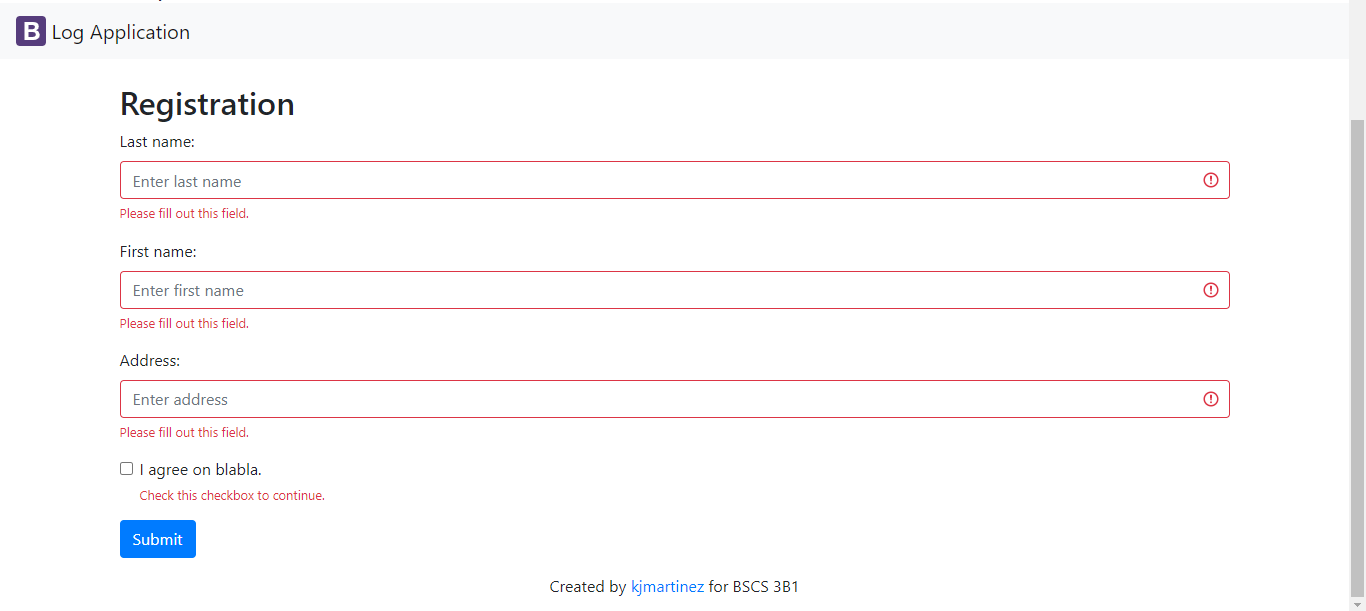 B Log Application
Registration
Last name:
Enter last name
Please fill out this field.
First name:
Enter first name
Please fill out this field.
Address:
Enter address
Please fill out this field.
I agree on blabla.
Check this checkbox to continue.
Submit
Created by kjmartinez for BSCS 3B1